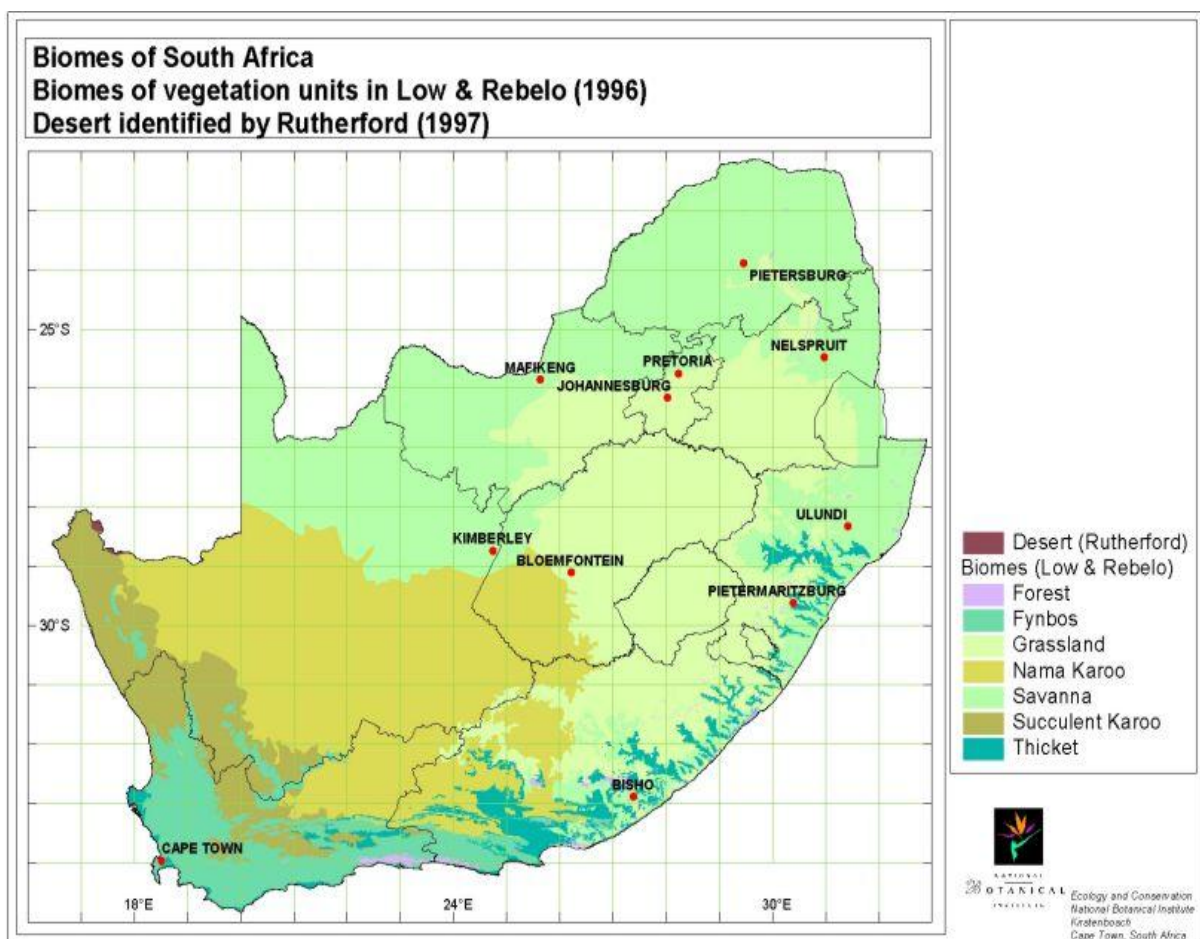 Biomes of South Africa
Biomes of vegetation units in Low & Rebelo (1996)
Desert identified by Rutherford (1997)
PIETERSBURG
25°S
NELSPRUIT
MAFIKENG
PRETORIA
JOHANNESBURG
ULUNDI
KIMBERLEY
BLOEMFONTEIN
PIETERMARITZBURG
30°S
BISHO
CAPE TOWN
18°E
24°E
30°E
Desert (Rutherford)
Biomes (Low & Rebelo)
Forest
Fynbos
Grassland
Nama Karoo
Savanna
Succulent Karoo
Thicket
NATIONAL
BOTANICAL
INSTITUTE
Ecology and Conservation
National Botanical Institute
Kirstenbosch
Cape Town, South Africa